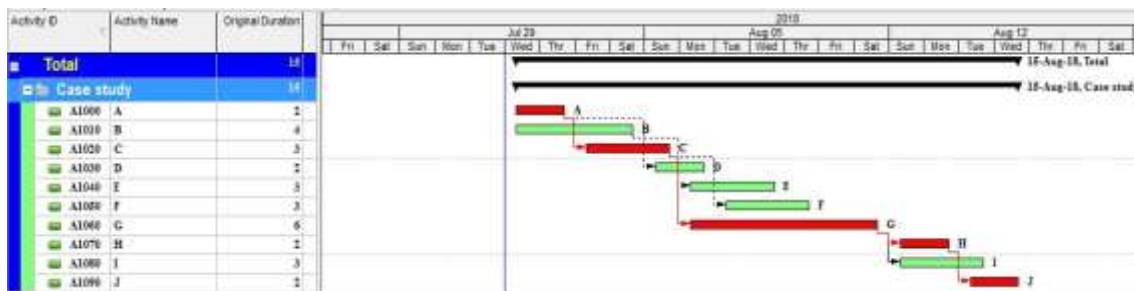 Activity ID Activity Name Original Duration 2018
Jul 29 Aug 05 Aug 12
Fri Sat Sun Mon Tue Wed Thr Fri Sat Sun Mon Tue Wed Thr Fri Sat Sun Mon Tue Wed Thr Fri Sat
Total 15 15-Aug-18, Total
Case study 15 15-Aug-18, Case study
A1000 A 2 A
A1010 B 4 B
A1020 C 3 C
A1030 D 2 D
A1040 E 3 E
A1050 F 3 F
A1060 G 6 G
A1070 H 2 H
A1080 I 3 I
A1090 J 2 J